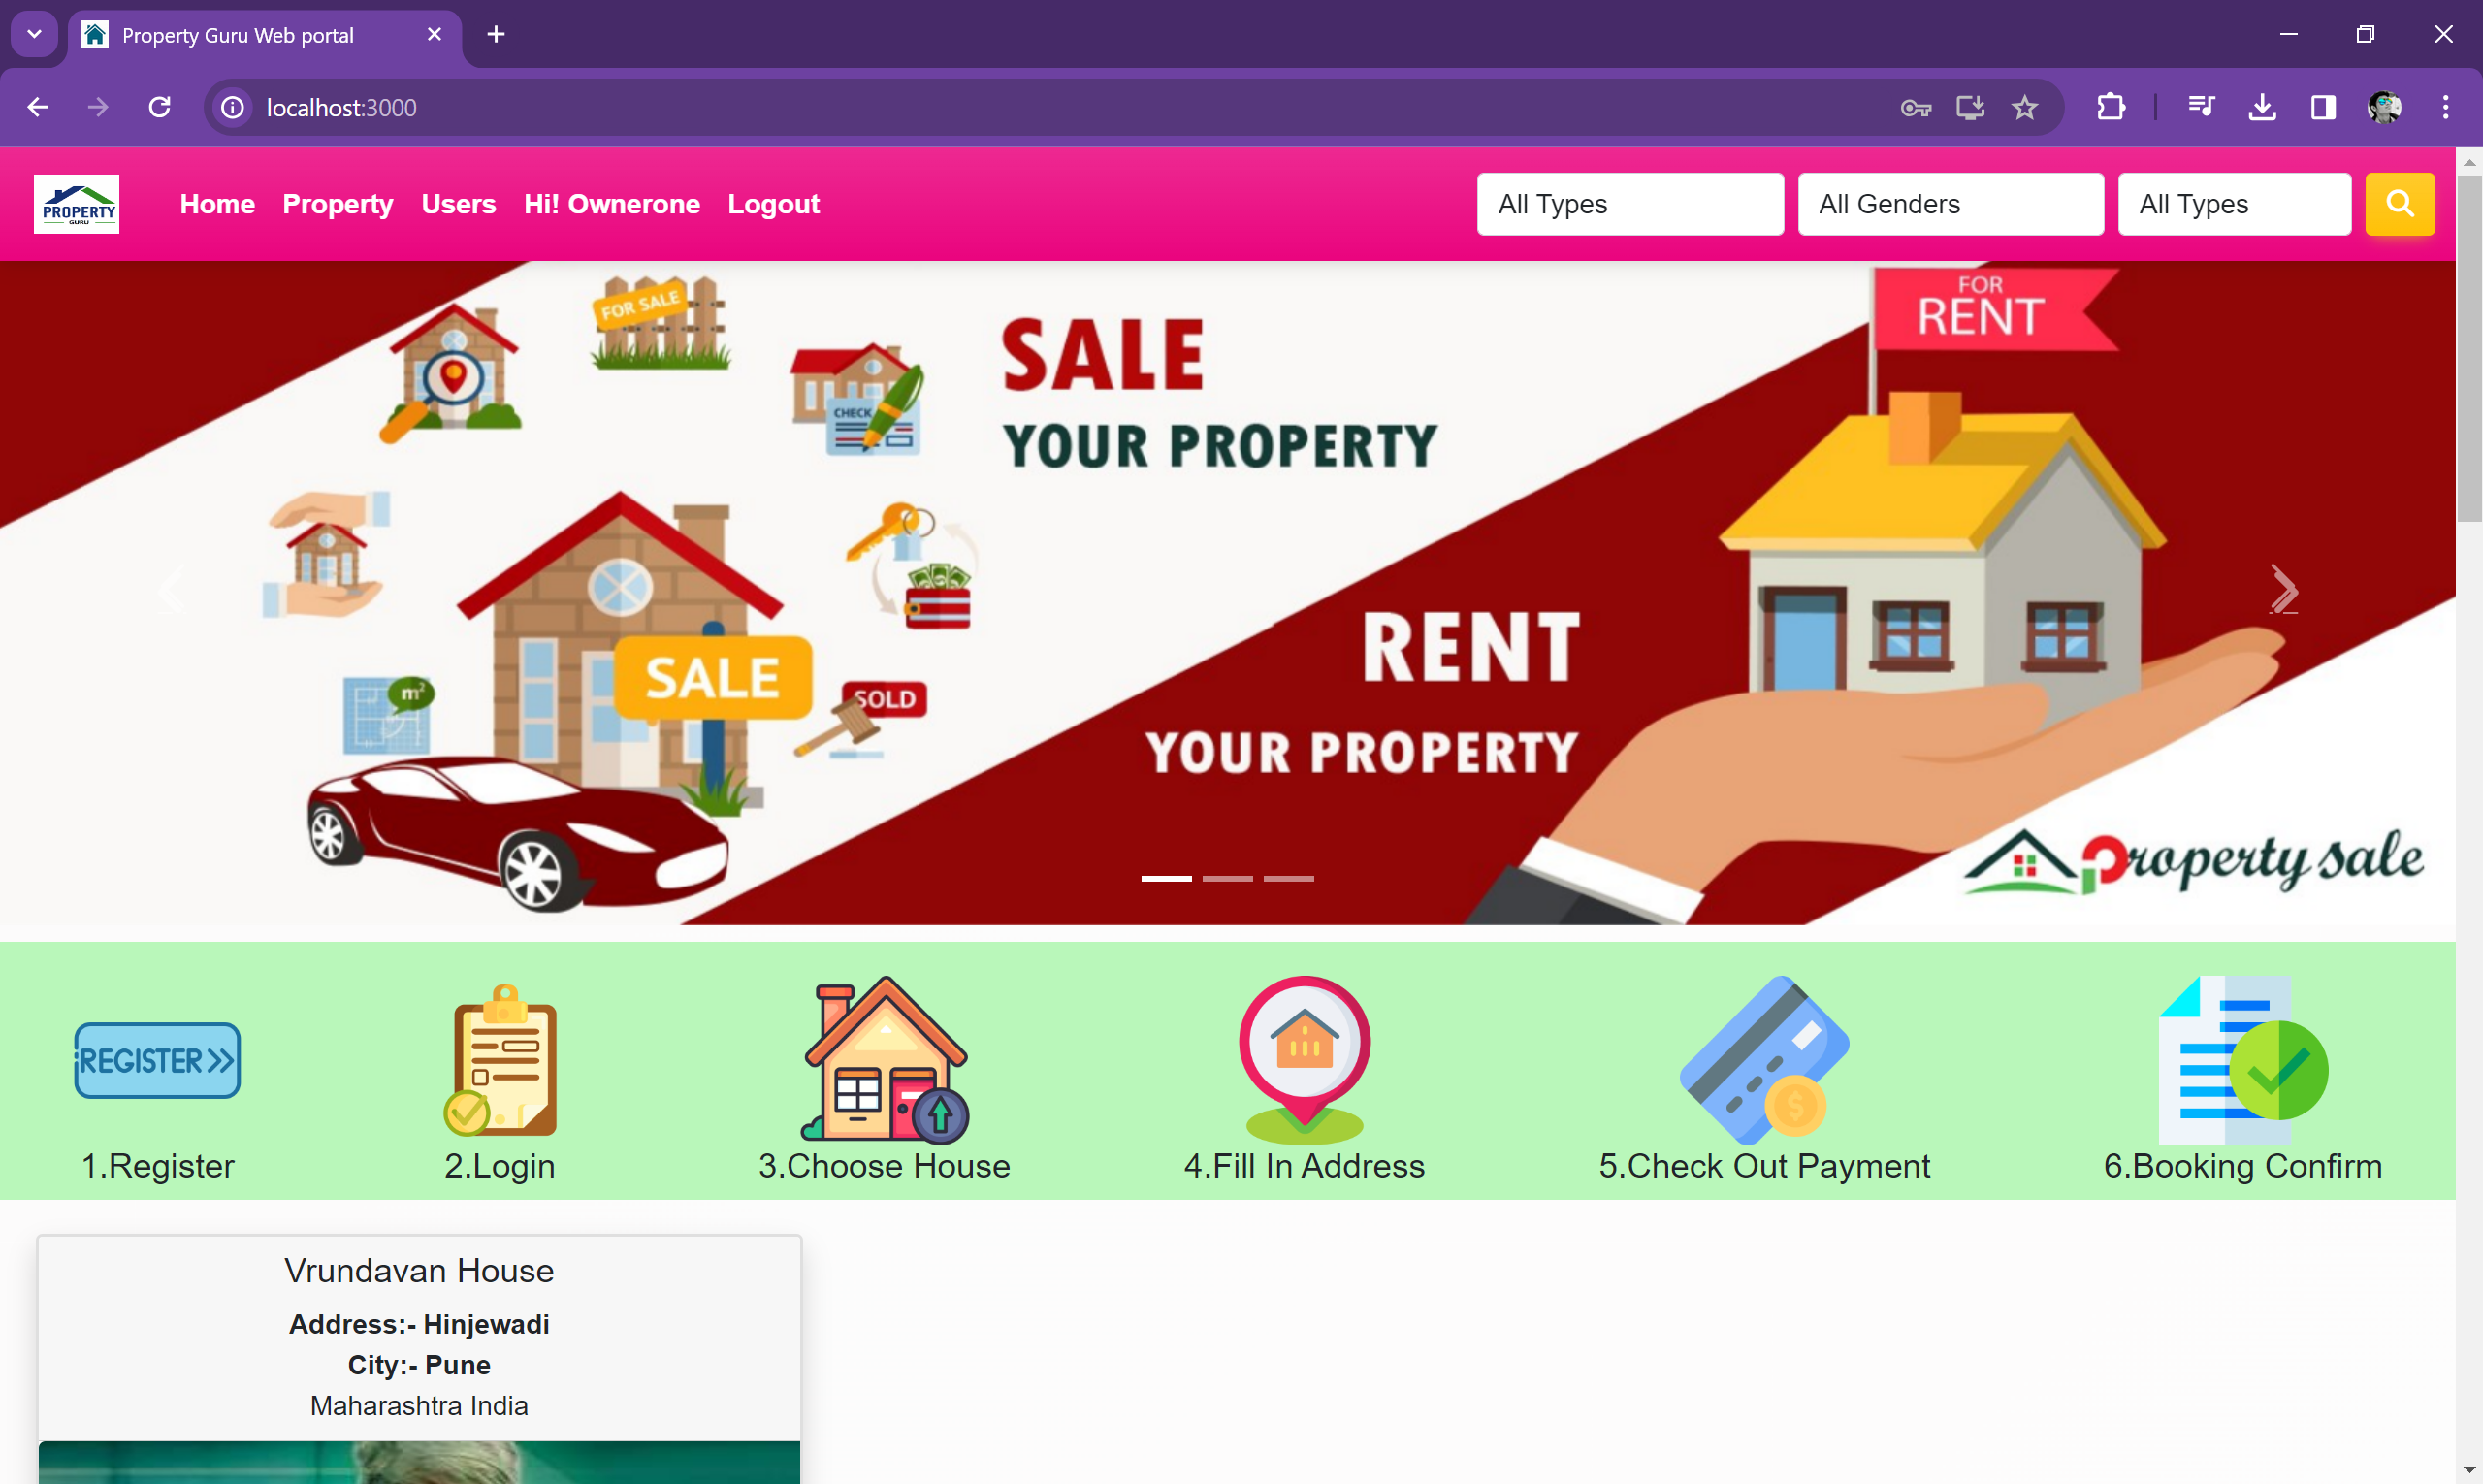 Property Guru Web portal
localhost:3000
PROPERTY
GURU
Home Property Users Hi! Ownerone Logout
All Types All Genders All Types
FOR SALE
CHECK
SALE
YOUR PROPERTY
FOR
RENT
SALE
m²
SOLD
RENT
YOUR PROPERTY
Property sale
REGISTER
1.Register 2.Login 3.Choose House 4.Fill In Address 5.Check Out Payment 6.Booking Confirm
Vrundavan House
Address:- Hinjewadi
City:- Pune
Maharashtra India